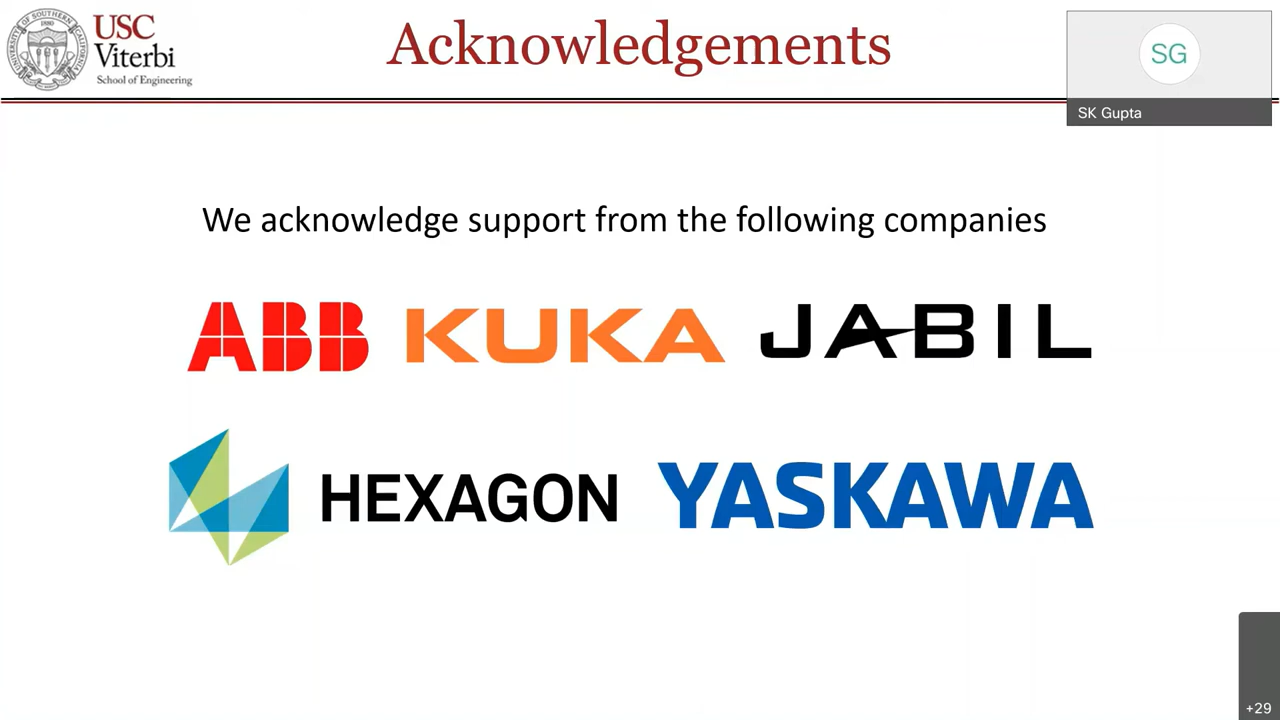 USC
Viterbi
School of Engineering
Acknowledgements
SG
SK Gupta
We acknowledge support from the following companies
ABB KUKA JABIL
HEXAGON YASKAWA
+29